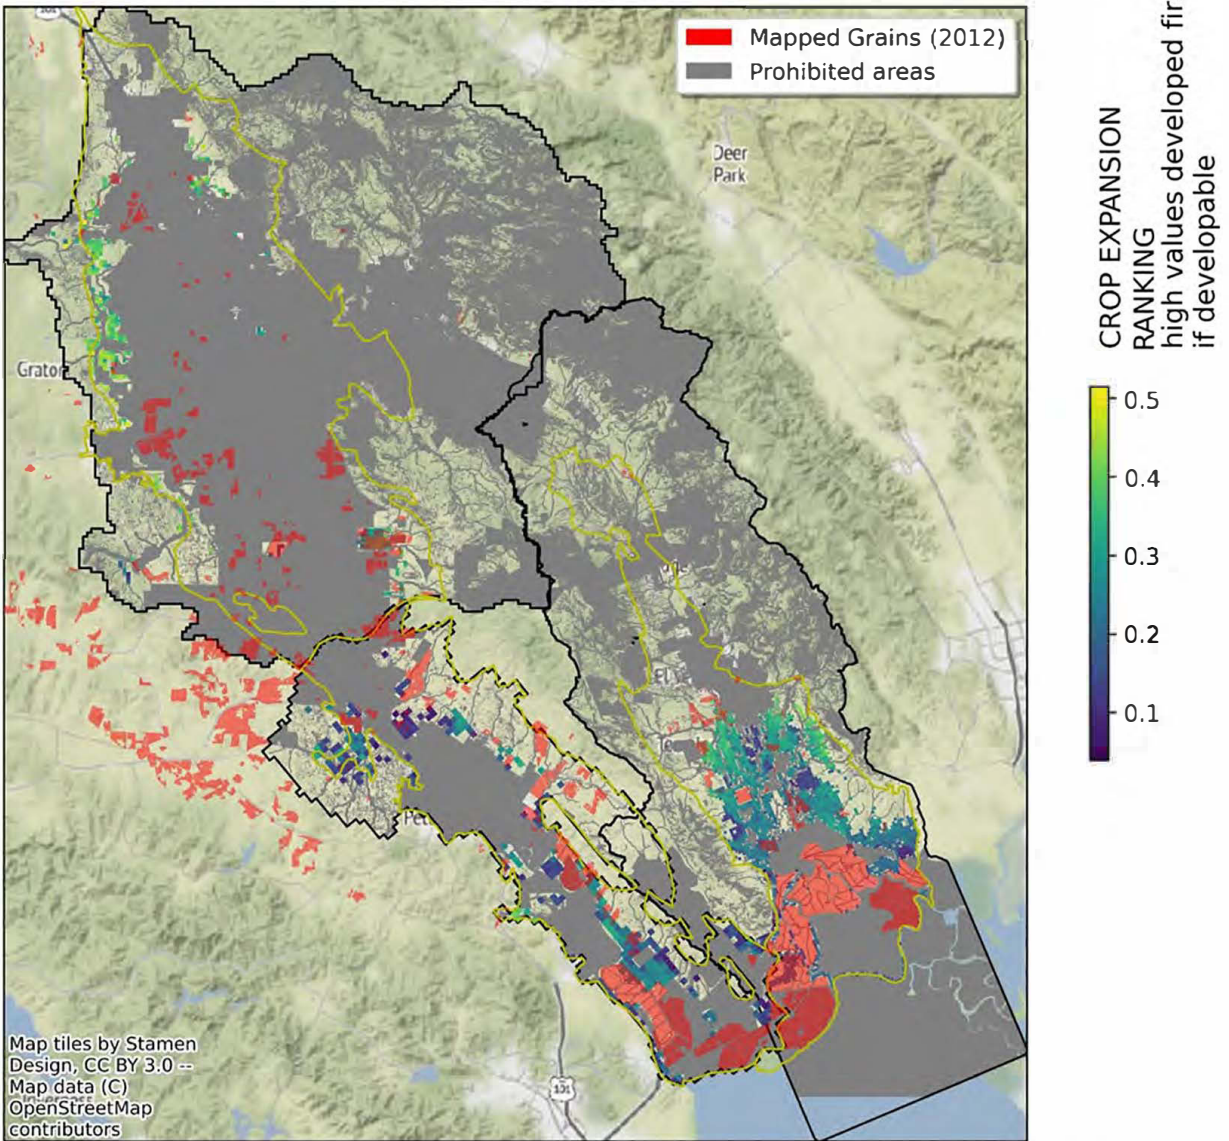 101
Mapped Grains (2012)
Prohibited areas
Deer
Park
Graton
Map tiles by Stamen
Design, CC BY 3.0 --
Map data (C)
OpenStreetMap
contributors
101
CROP EXPANSION
RANKING
high values developed fir
if developable
0.5
0.4
0.3
0.2
0.1